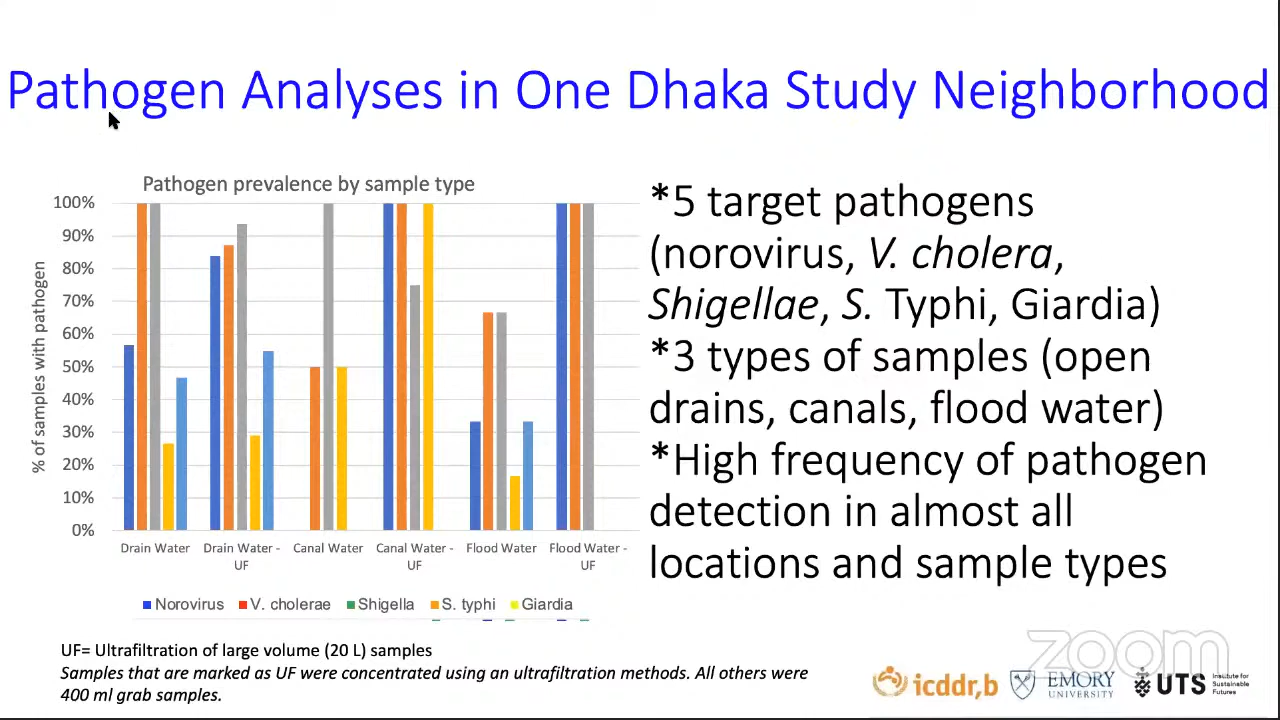 Pathogen Analyses in One Dhaka Study Neighborhood
Pathogen prevalence by sample type
% of samples with pathogen
100%
90%
80%
70%
60%
50%
40%
30%
20%
10%
0%
Drain Water
Drain Water -
UF
Canal Water
Canal Water -
UF
Flood Water
Flood Water -
UF
Norovirus V. cholerae Shigella S. typhi Giardia
*5 target pathogens
(norovirus, V. cholera,
Shigellae, S. Typhi, Giardia)
*3 types of samples (open
drains, canals, flood water)
*High frequency of pathogen
detection in almost all
locations and sample types
UF= Ultrafiltration of large volume (20 L) samples
Samples that are marked as UF were concentrated using an ultrafiltration methods. All others were
400 ml grab samples.
zoom
icddr,b
EMORY
UNIVERSITY
UTS
Institute for
Sustainable
Futures